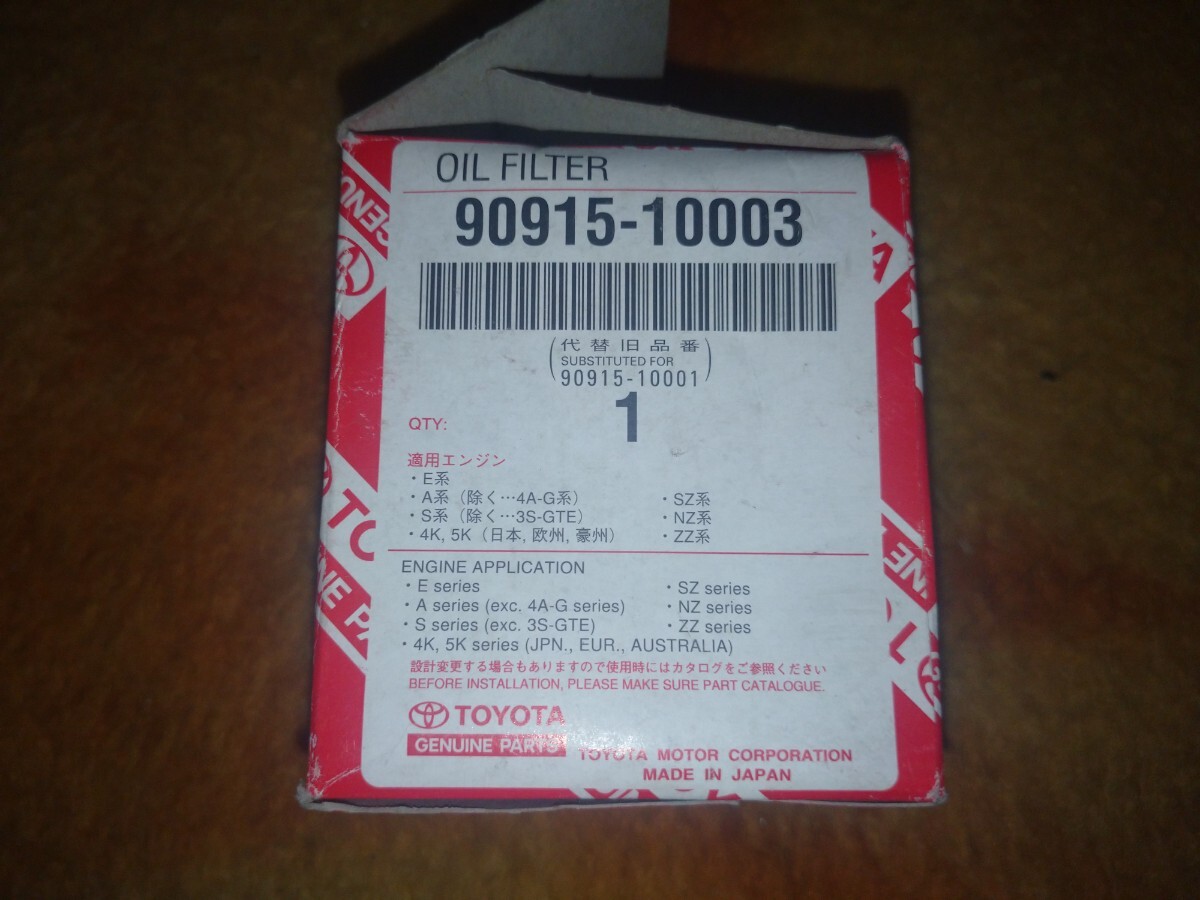 OIL FILTER
90915-10003
代替旧品番
SUBSTITUTED FOR
90915-10001
QTY: 1
適用エンジン
・E系
・A系（除く…4A-G系）
・S系（除く…3S-GTE）
・4K, 5K（日本, 欧州, 豪州）
・SZ系
・NZ系
・ZZ系
ENGINE APPLICATION
・E series
・A series (exc. 4A-G series)
・S series (exc. 3S-GTE)
・4K, 5K series (JPN., EUR., AUSTRALIA)
・SZ series
・NZ series
・ZZ series
設計変更する場合もありますので使用時にはカタログをご参照ください
BEFORE INSTALLATION, PLEASE MAKE SURE PART CATALOGUE.
TOYOTA
GENUINE PARTS
TOYOTA MOTOR CORPORATION
MADE IN JAPAN